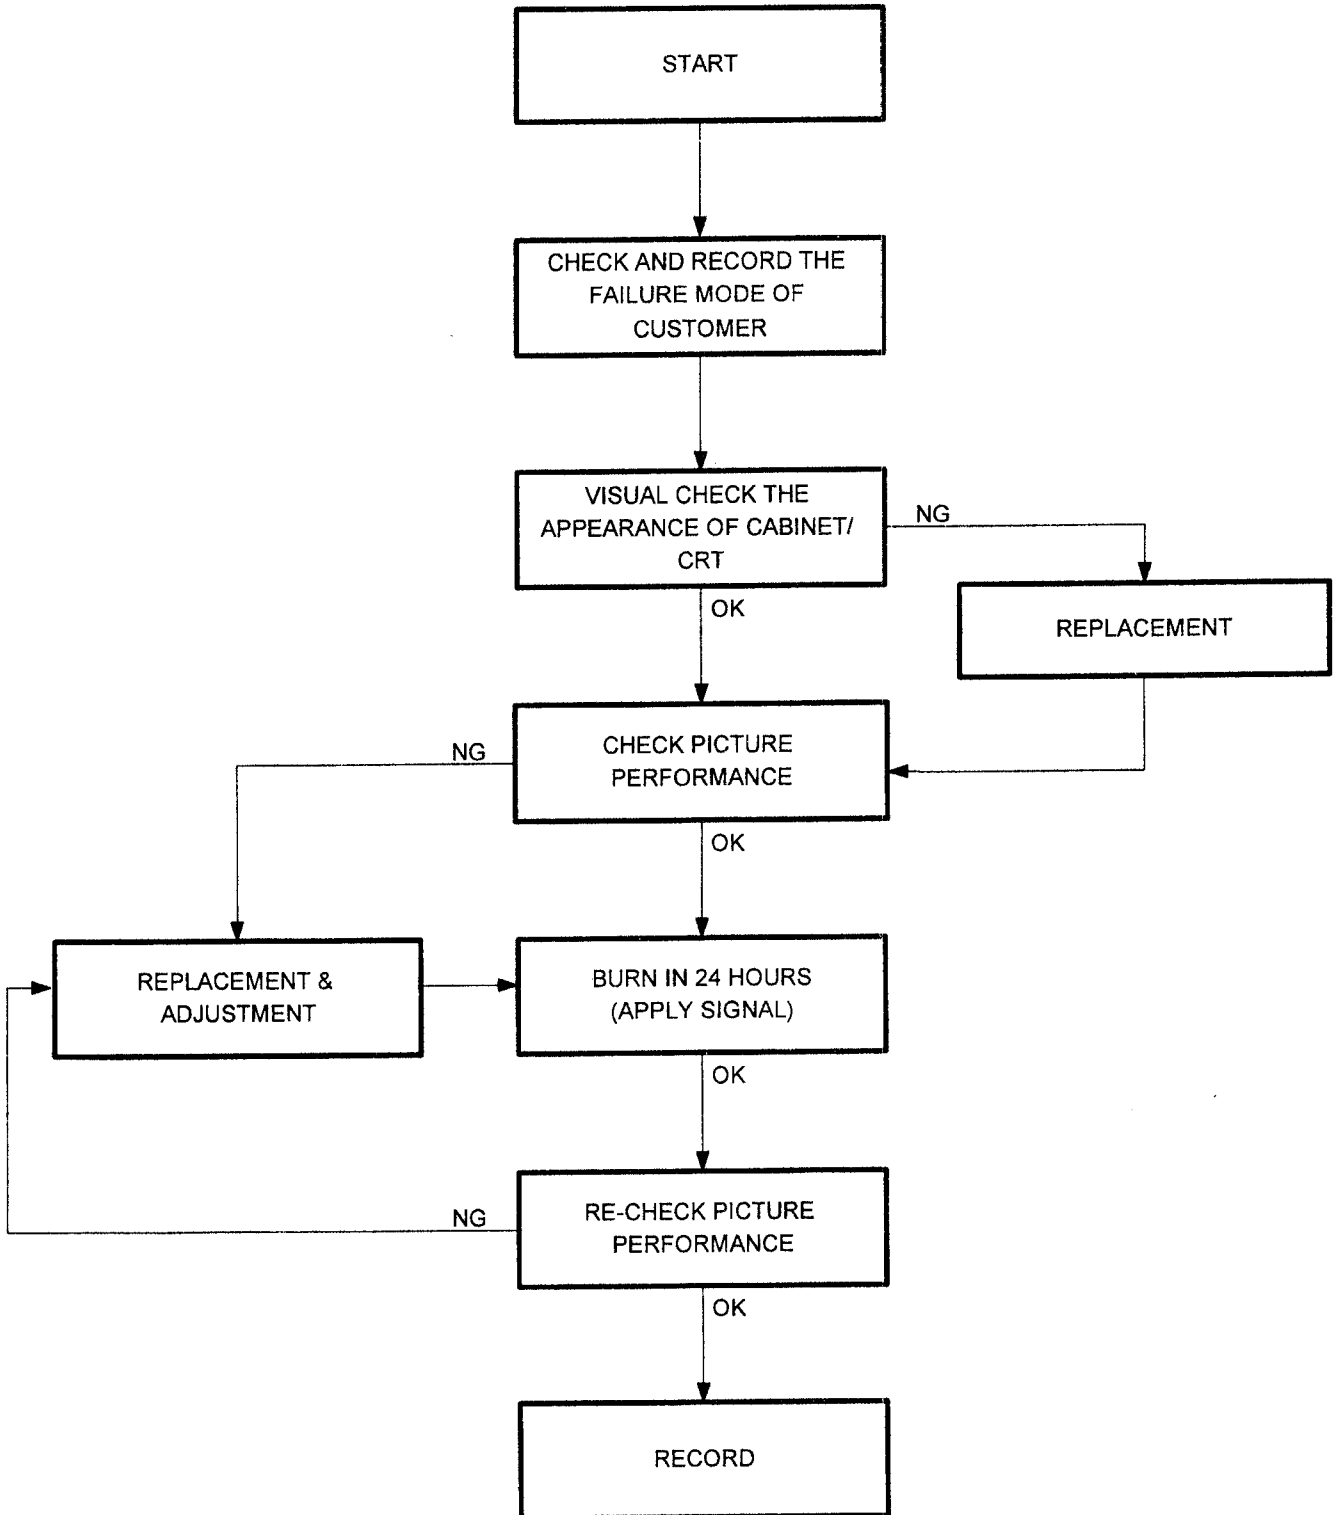 START
CHECK AND RECORD THE
FAILURE MODE OF
CUSTOMER
VISUAL CHECK THE
APPEARANCE OF CABINET/
CRT
NG
OK
REPLACEMENT
CHECK PICTURE
PERFORMANCE
NG
OK
REPLACEMENT &
ADJUSTMENT
BURN IN 24 HOURS
(APPLY SIGNAL)
OK
RE-CHECK PICTURE
PERFORMANCE
NG
OK
RECORD